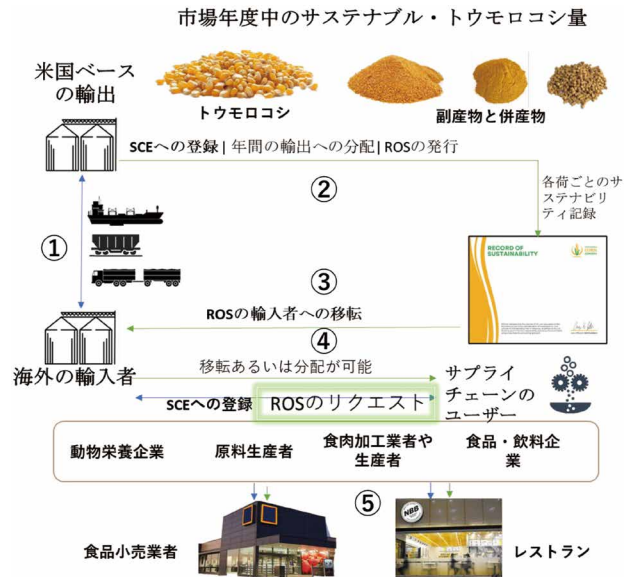 市場年度中のサステナブル・トウモロコシ量
米国ベース
の輸出
トウモロコシ
副産物と併産物
SCEへの登録 | 年間の輸出への分配| ROSの発行
②
各荷ごとのサ
ステナビリ
ティ記録
①
RECORD OF
SUSTAINABILITY
③
ROSの輸入者への移転
④
海外の輸入者
移転あるいは分配が可能
サプライ
チェーンの
ユーザー
SCEへの登録
ROSのリクエスト
動物栄養企業
原料生産者
食肉加工業者や
生産者
食品・飲料企
業
⑤
NBB
食品小売業者
レストラン